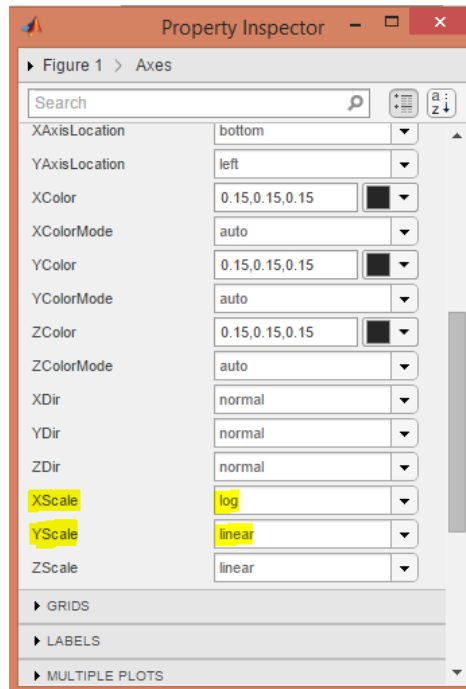 Property Inspector
Figure 1 > Axes
Search
XAxisLocation bottom
YAxisLocation left
XColor 0.15,0.15,0.15
XColorMode auto
YColor 0.15,0.15,0.15
YColorMode auto
ZColor 0.15,0.15,0.15
ZColorMode auto
XDir normal
YDir normal
ZDir normal
XScale log
YScale linear
ZScale linear
GRIDS
LABELS
MULTIPLE PLOTS